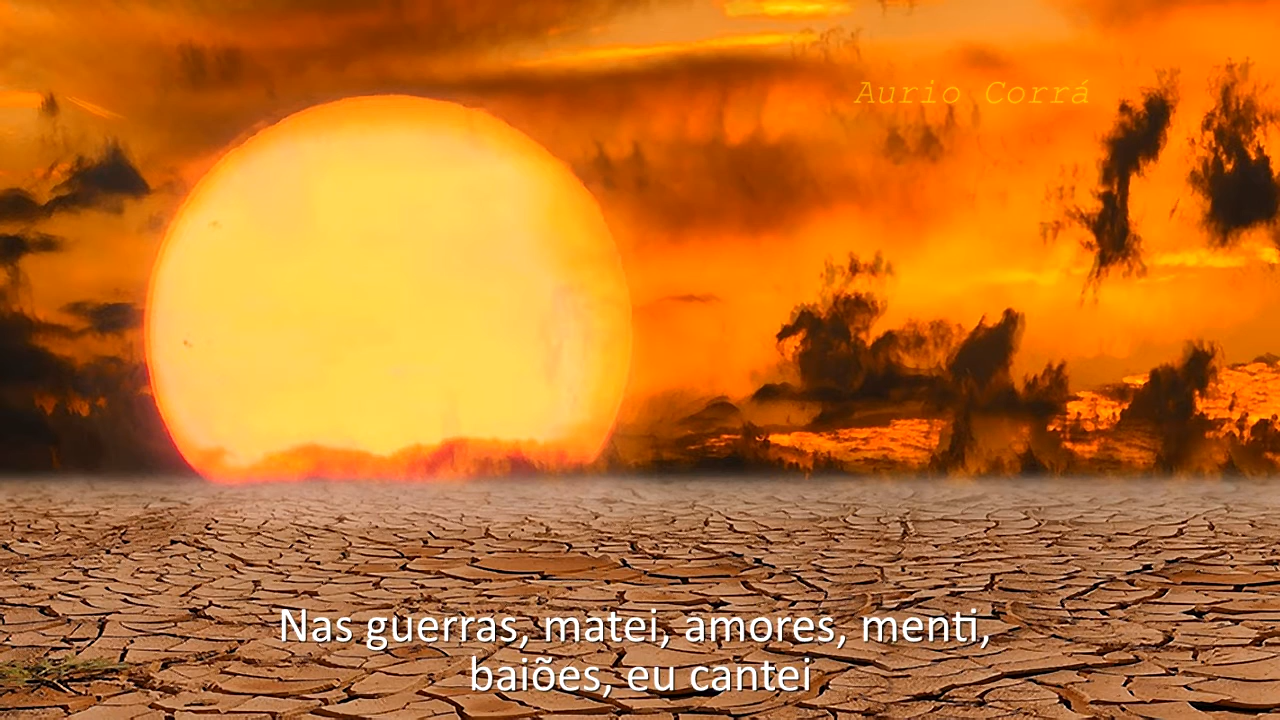 Aurio Corrá
Nas guerras, matei, amores, menti,
baiões, eu cantei